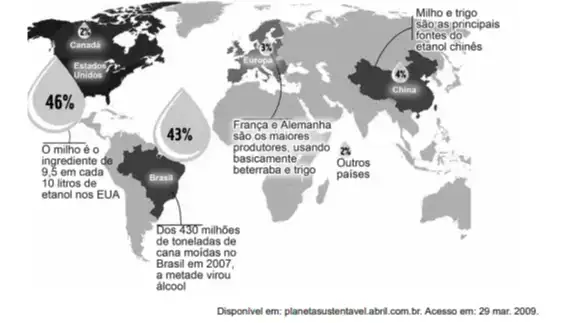 2%
Canadá
Estados
Unidos
46%
O milho é o
ingrediente de
9,5 em cada
10 litros de
etanol nos EUA
43%
Brasil
Dos 430 milhões
de toneladas de
cana moídas no
Brasil em 2007,
a metade virou
álcool
3%
Europa
França e Alemanha
são os maiores
produtores, usando
basicamente
beterraba e trigo
Milho e trigo
são as principais
fontes do
etanol chinês
4%
China
2%
Outros
países
Disponível em: planetasustentavel.abril.com.br. Acesso em: 29 mar. 2009.